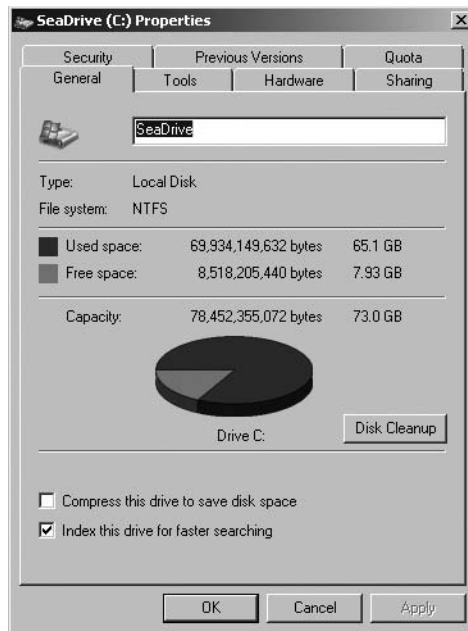 SeaDrive (C:) Properties
Security Previous Versions Quota
General Tools Hardware Sharing
SeaDrive
Type: Local Disk
File system: NTFS
Used space: 69,934,149,632 bytes 65.1 GB
Free space: 8,518,205,440 bytes 7.93 GB
Capacity: 78,452,355,072 bytes 73.0 GB
Drive C: Disk Cleanup
Compress this drive to save disk space
Index this drive for faster searching
OK Cancel Apply